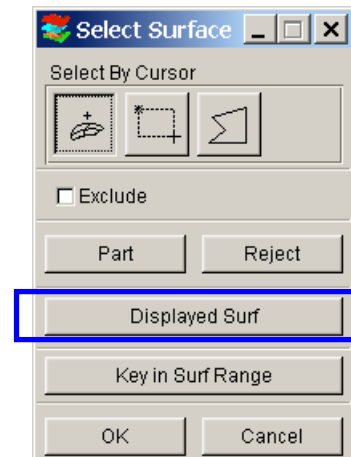 Select Surface
Select By Cursor
Exclude
Part Reject
Displayed Surf
Key in Surf Range
OK Cancel